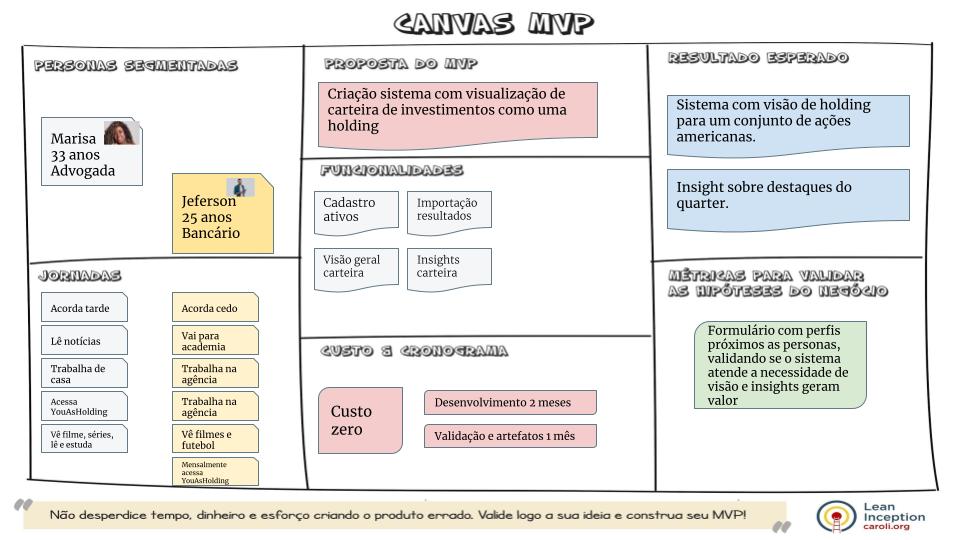 CANVAS MVP
PERSONAS SEGMENTADAS
Marisa
33 anos
Advogada
Jeferson
25 anos
Bancário
PROPOSTA DO MVP
Criação sistema com visualização de
carteira de investimentos como uma
holding
RESULTADO ESPERADO
Sistema com visão de holding
para um conjunto de ações
americanas.
Insight sobre destaques do
quarter.
FUNCIONALIDADES
Cadastro
ativos
Importação
resultados
Visão geral
carteira
Insights
carteira
JORNADAS
Acorda tarde
Lê notícias
Trabalha de
casa
Acessa
YouAsHolding
Vê filme, séries,
lê e estuda
Acorda cedo
Vai para
academia
Trabalha na
agência
Trabalha na
agência
Vê filmes e
futebol
Mensalmente
acessa
YouAsHolding
CUSTO & CRONOGRAMA
Custo
zero
Desenvolvimento 2 meses
Validação e artefatos 1 mês
MÉTRICAS PARA VALIDAR
AS HIPÓTESES DO NEGÓCIO
Formulário com perfis
próximos as personas,
validando se o sistema
atende a necessidade de
visão e insights geram
valor
Não desperdice tempo, dinheiro e esforço criando o produto errado. Valide logo a sua ideia e construa seu MVP!
Lean
Inception
caroli.org